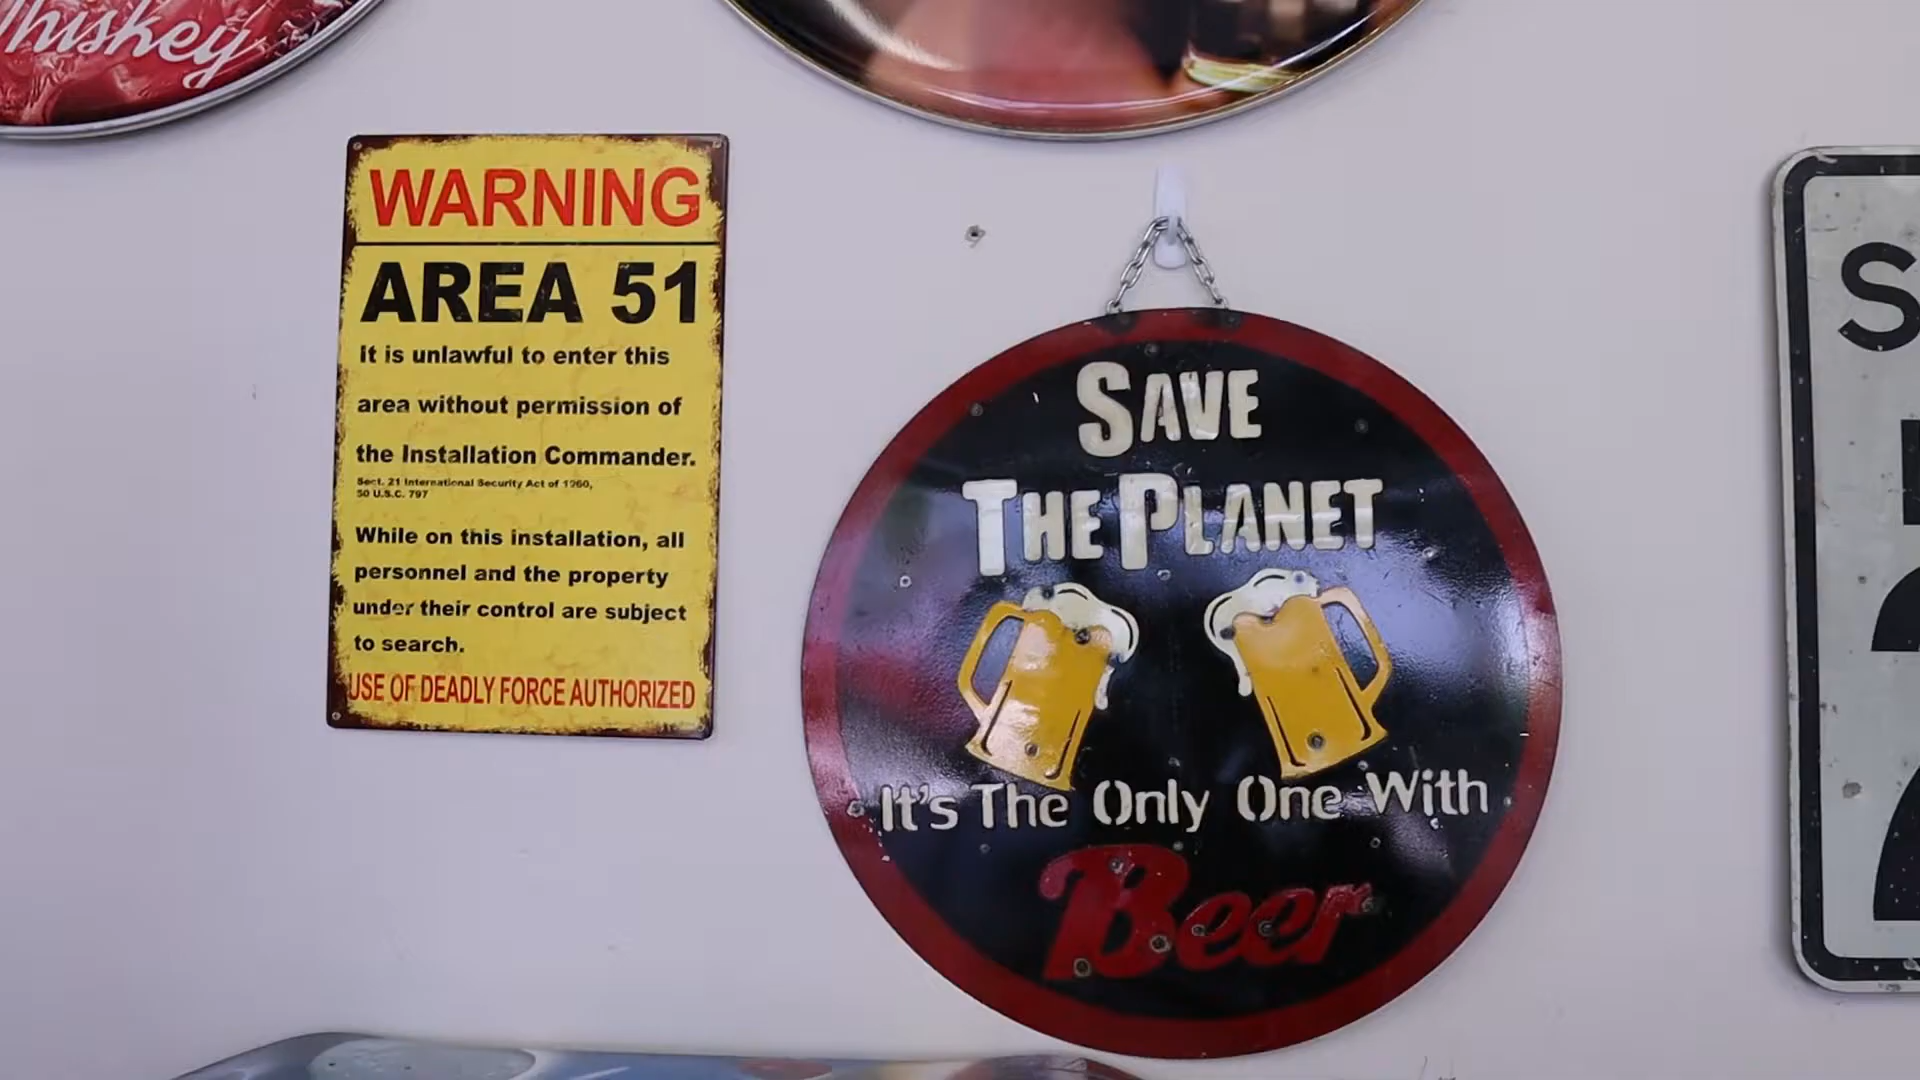 Whiskey
WARNING
AREA 51
It is unlawful to enter this
area without permission of
the Installation Commander.
Sect. 21 International Security Act of 1960,
50 U.S.C. 797
While on this installation, all
personnel and the property
under their control are subject
to search.
USE OF DEADLY FORCE AUTHORIZED
SAVE
THE PLANET
It's The Only One With
Beer
S